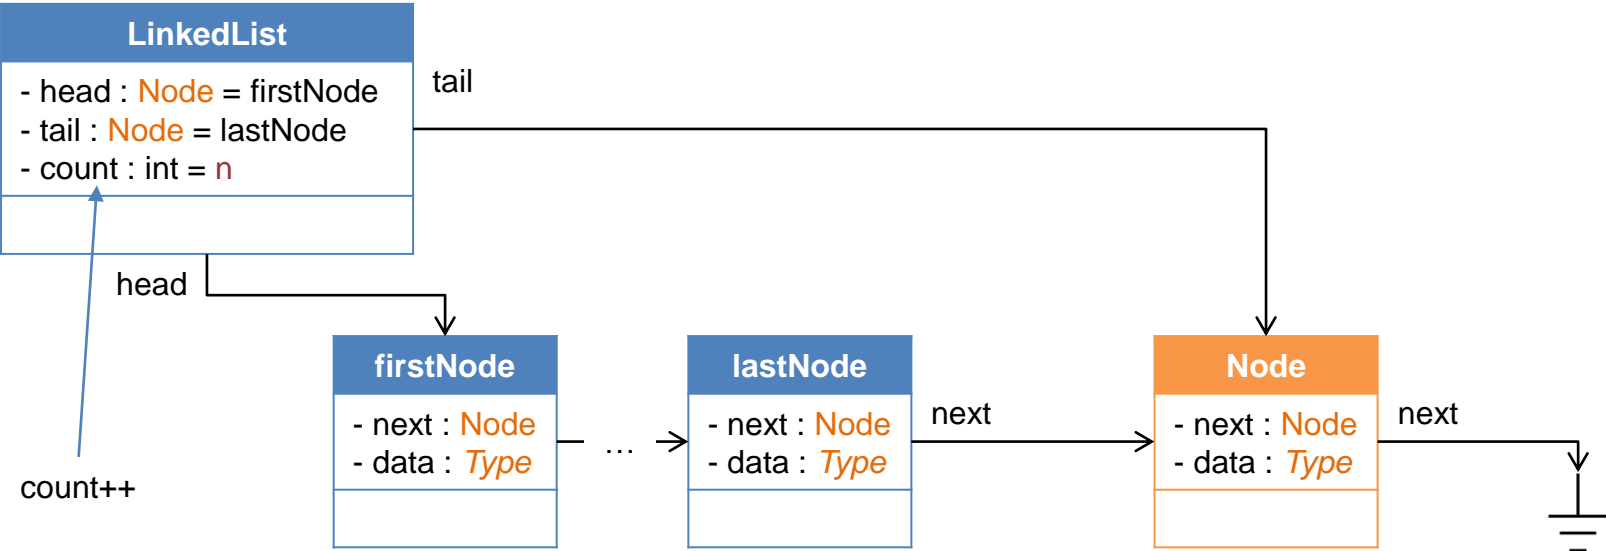 LinkedList
- head : Node = firstNode
- tail : Node = lastNode
- count : int = n
tail
head
firstNode
- next : Node
- data : Type
...
lastNode
- next : Node
- data : Type
next
Node
- next : Node
- data : Type
next
count++